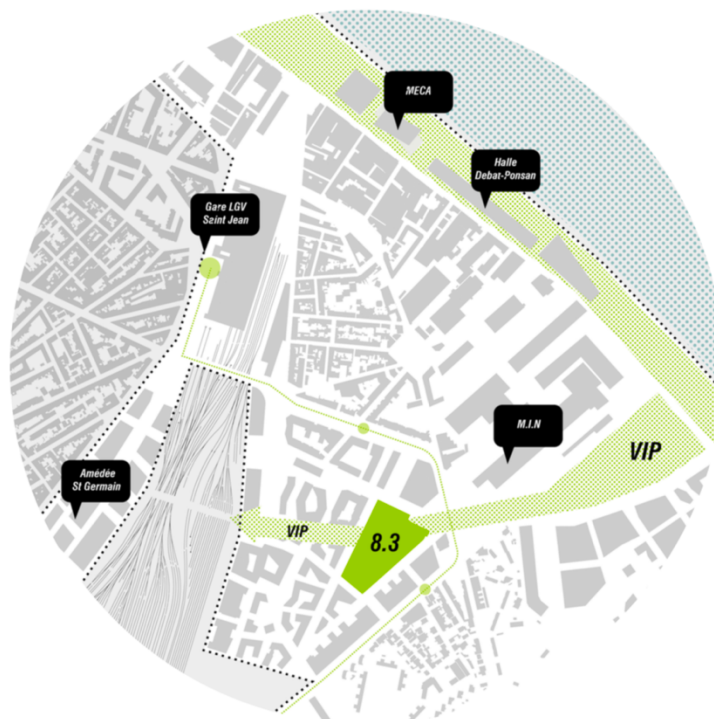 MECA
Halle
Debat-Ponsan
Gare LGV
Saint Jean
M.I.N
VIP
Amédée
St Germain
VIP
8.3